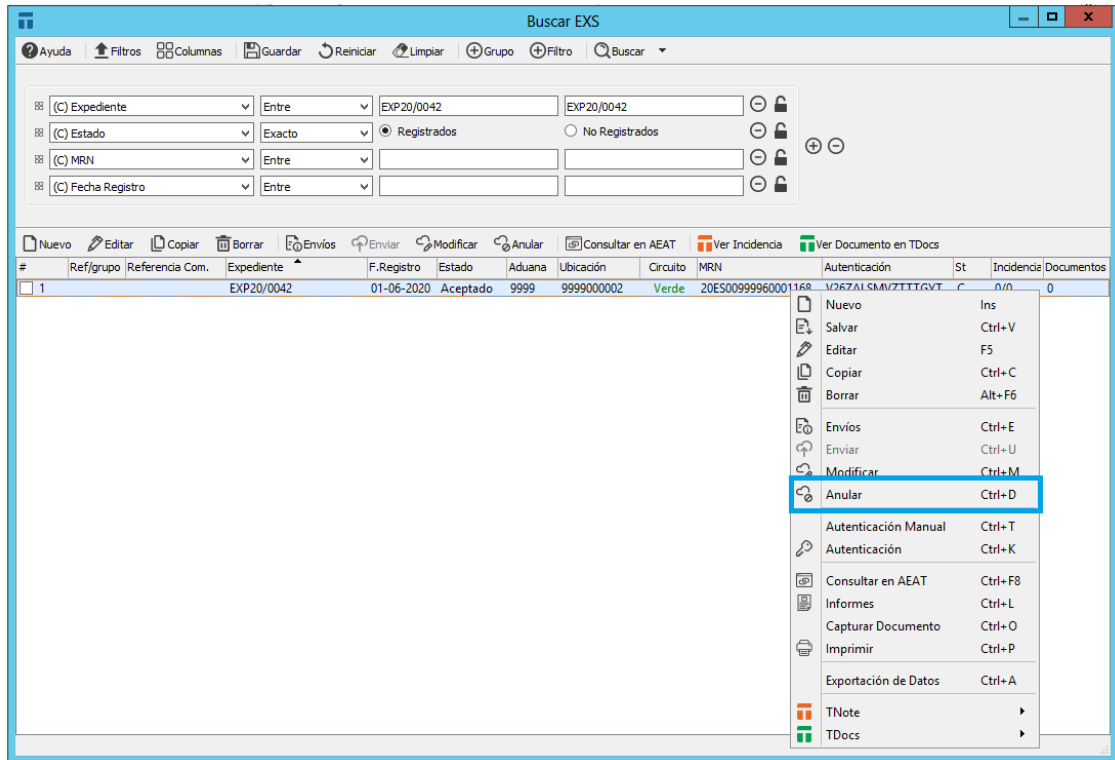 Buscar EXS
Ayuda Filtros Columnas Guardar Reiniciar Limpiar Grupo Filtro Buscar
(C) Expediente Entre EXP20/0042 EXP20/0042
(C) Estado Exacto Registrados No Registrados
(C) MRN Entre
(C) Fecha Registro Entre
Nuevo Editar Copiar Borrar Envíos Enviar Modificar Anular Consultar en AEAT Ver Incidencia Ver Documento en TDocs
# Ref/grupo Referencia Com. Expediente F.Registro Estado Aduana Ubicación Circuito MRN Autenticación St Incidencia Documentos
1 EXP20/0042 01-06-2020 Aceptado 9999 9999000002 Verde 20ES00999960001168 C 0/0 0
Nuevo Ins
Salvar Ctrl+V
Editar F5
Copiar Ctrl+C
Borrar Alt+F6
Envíos Ctrl+E
Enviar Ctrl+U
Modificar Ctrl+M
Anular Ctrl+D
Autenticación Manual Ctrl+T
Autenticación Ctrl+K
Consultar en AEAT Ctrl+F8
Informes Ctrl+L
Capturar Documento Ctrl+O
Imprimir Ctrl+P
Exportación de Datos Ctrl+A
TNote
TDocs